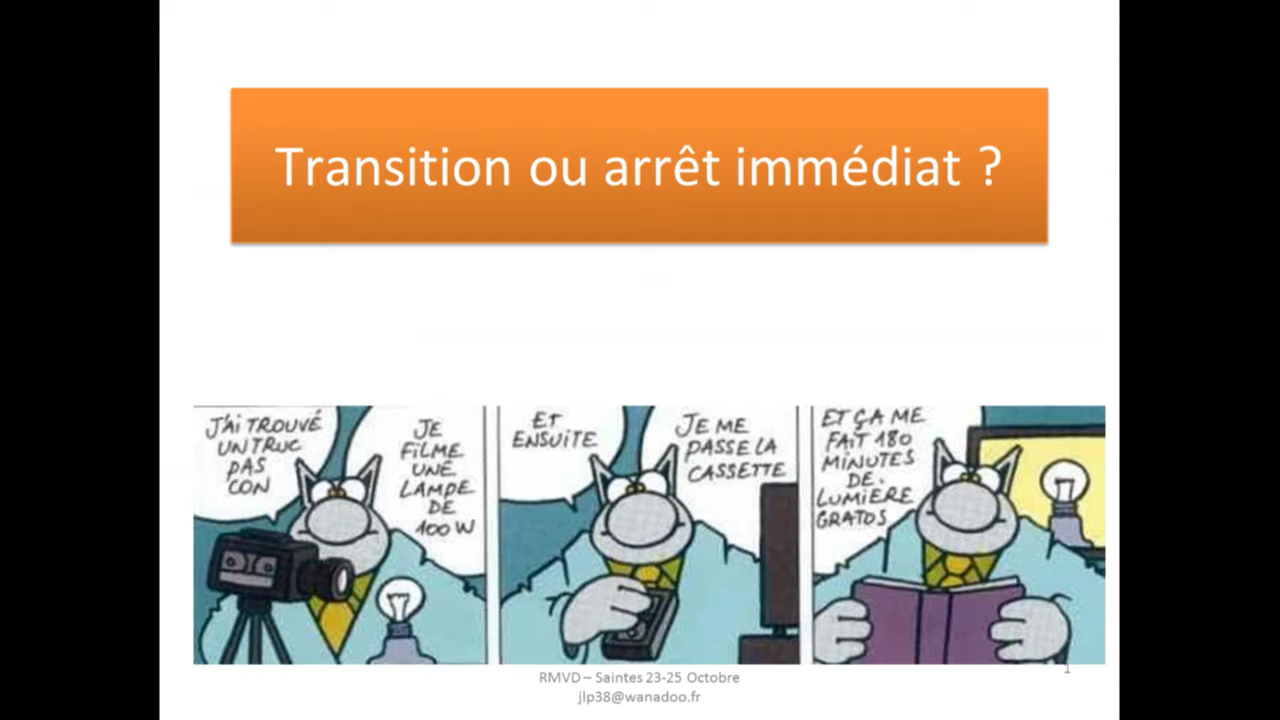 Transition ou arrêt immédiat ?
J'AI TROUVÉ
UN TRUC
PAS
CON
JE
FILME
UNE
LAMPE
DE
100 W
ET
ENSUITE
JE ME
PASSE LA
CASSETTE
ET ÇA ME
FAIT 180
MINUTES
DE
LUMIERE
GRATOS
RMVD – Saintes 23-25 Octobre
jlp38@wanadoo.fr
1